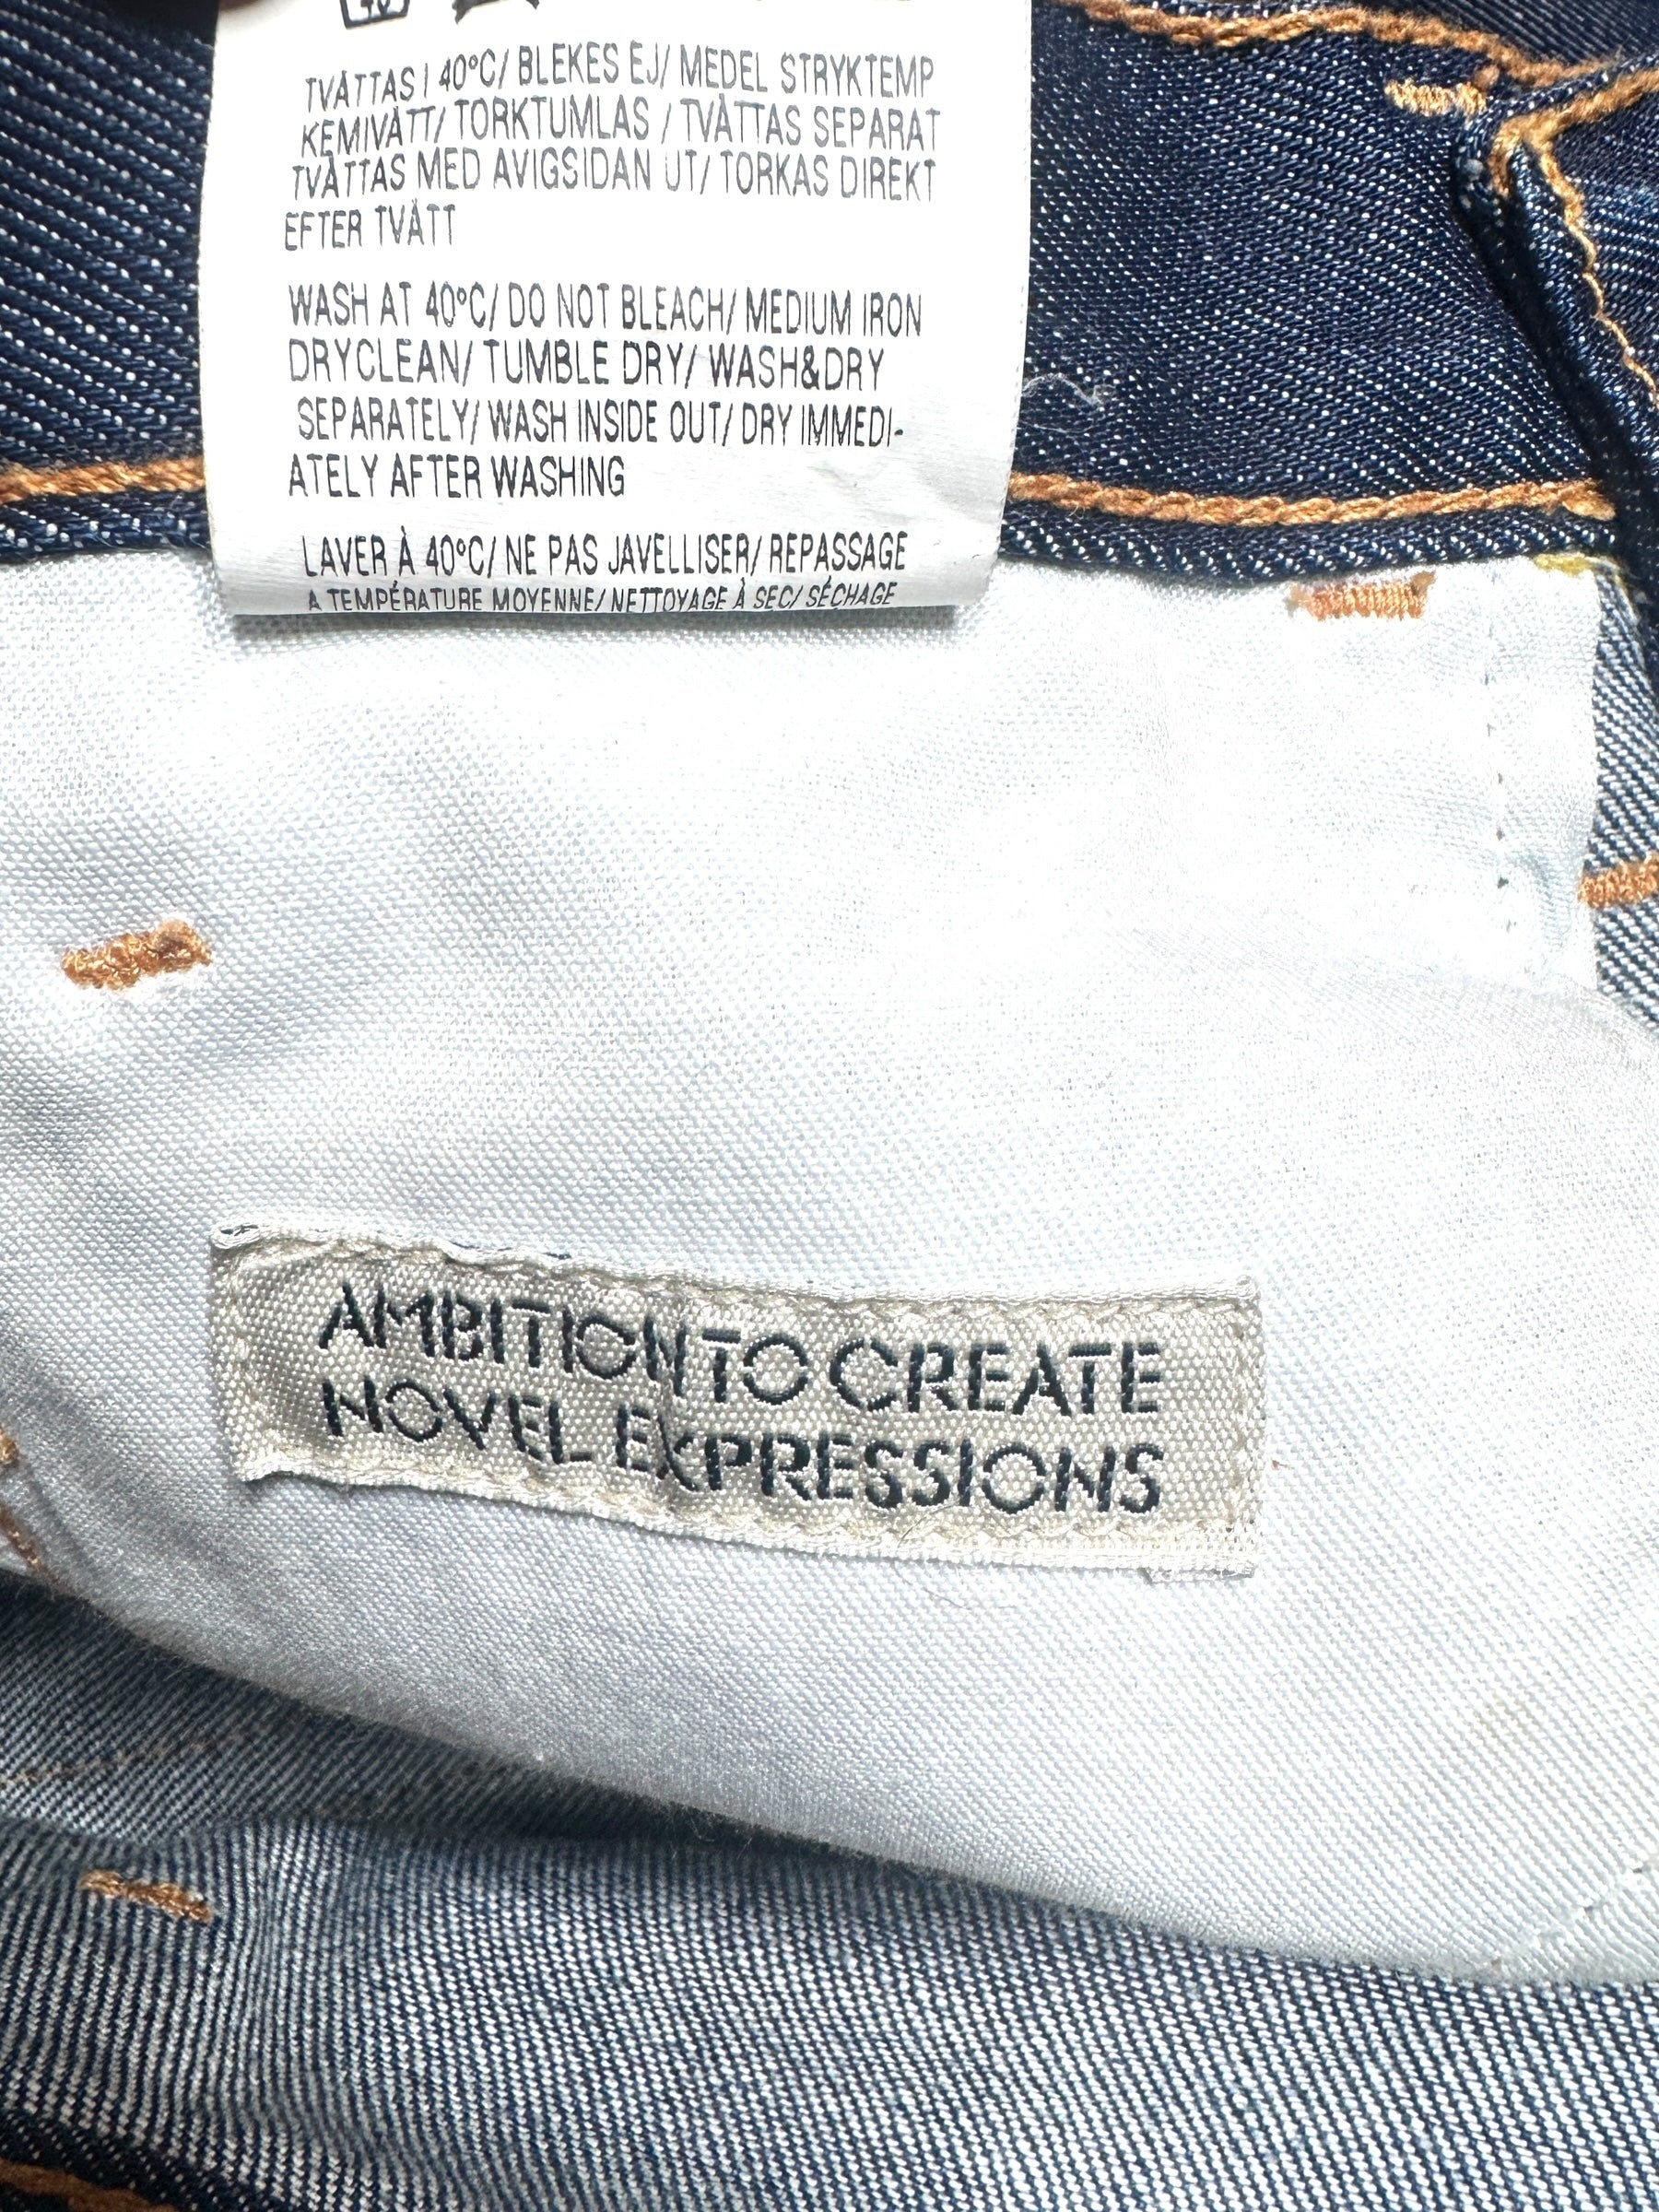 40
TVÄTTAS I 40°C/ BLEKES EJ/ MEDEL STRYKTEMP
KEMIVÄTT/ TORKTUMLAS / TVÄTTAS SEPARAT
TVÄTTAS MED AVIGSIDAN UT/ TORKAS DIREKT
EFTER TVÄTT
WASH AT 40°C/ DO NOT BLEACH/ MEDIUM IRON
DRYCLEAN/ TUMBLE DRY/ WASH&DRY
SEPARATELY/ WASH INSIDE OUT/ DRY IMMEDI-
ATELY AFTER WASHING
LAVER À 40°C/ NE PAS JAVELLISER/ REPASSAGE
A TEMPÉRATURE MOYENNE/ NETTOYAGE À SEC/ SÉCHAGE
AMBITION TO CREATE
NOVEL EXPRESSIONS